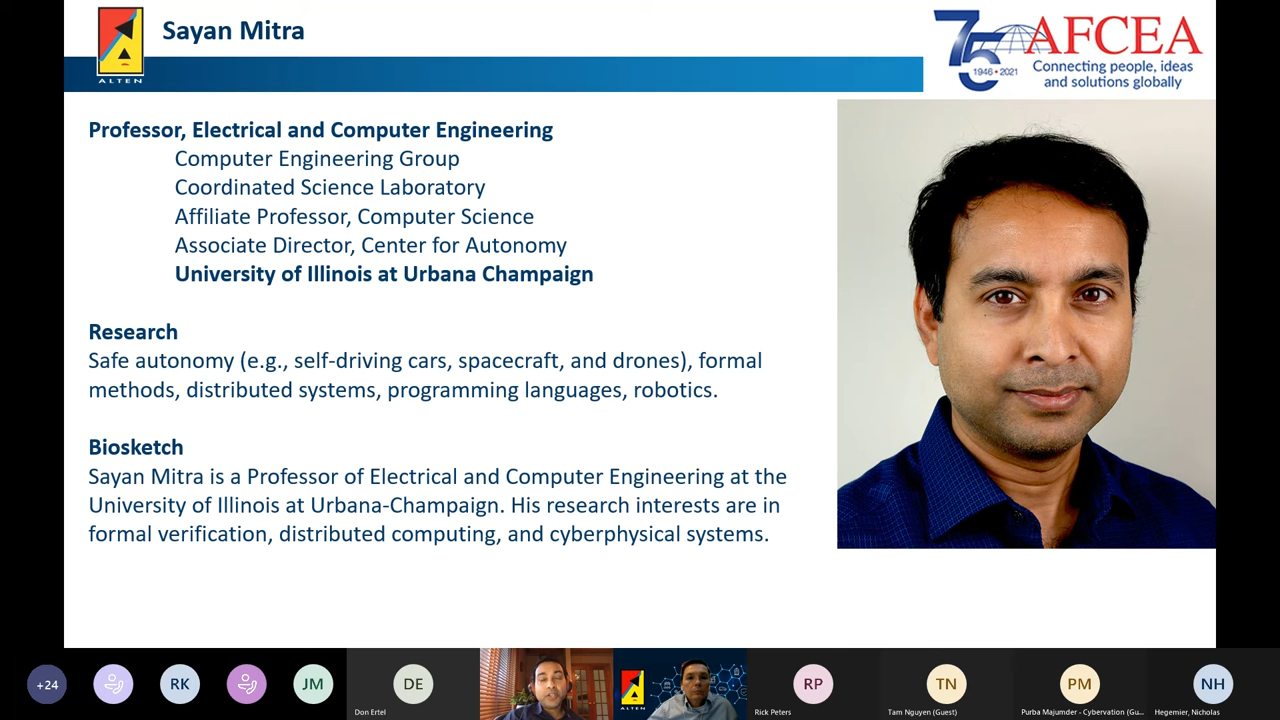 Sayan Mitra
ALTEN
75
1946 • 2021
AFCEA
Connecting people, ideas
and solutions globally
Professor, Electrical and Computer Engineering
Computer Engineering Group
Coordinated Science Laboratory
Affiliate Professor, Computer Science
Associate Director, Center for Autonomy
University of Illinois at Urbana Champaign
Research
Safe autonomy (e.g., self-driving cars, spacecraft, and drones), formal
methods, distributed systems, programming languages, robotics.
Biosketch
Sayan Mitra is a Professor of Electrical and Computer Engineering at the
University of Illinois at Urbana-Champaign. His research interests are in
formal verification, distributed computing, and cyberphysical systems.
+24
RK
JM
DE
Don Ertel
ALTEN
RP
Rick Peters
TN
Tam Nguyen (Guest)
PM
Purba Majumder - Cybervation (Gu...
NH
Hegemier, Nicholas